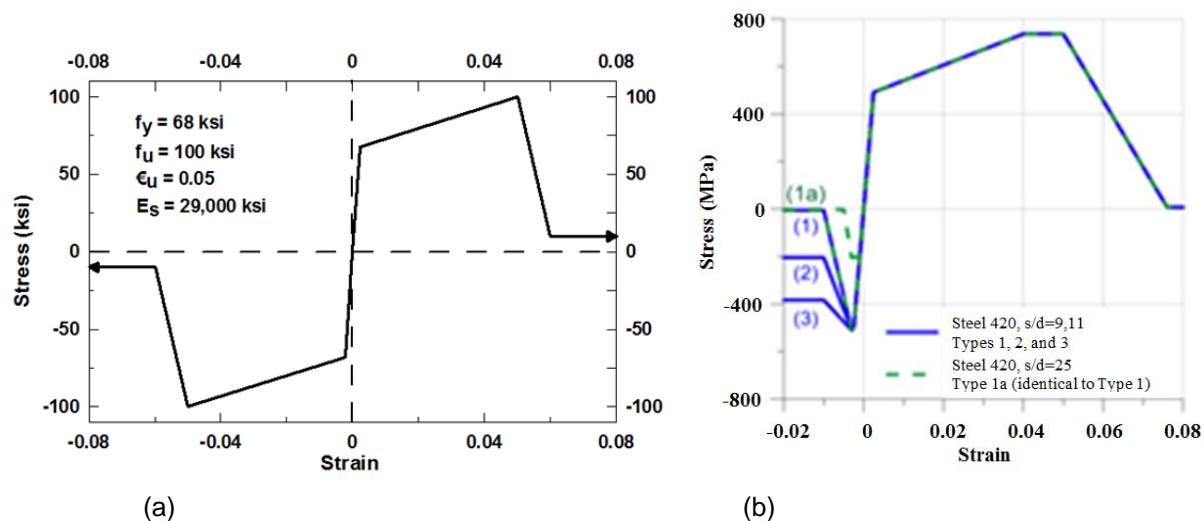 -0.08 -0.04 0 0.04 0.08
100 100
50 50
0 0
-50 -50
-100 -100
-0.08 -0.04 0 0.04 0.08
Stress (ksi)
Strain
f_y = 68 ksi
f_u = 100 ksi
€_u = 0.05
E_s = 29,000 ksi
(a)
800
400
0
-400
-800
-0.02 0 0.02 0.04 0.06 0.08
Stress (MPa)
Strain
(1a)
(1)
(2)
(3)
Steel 420, s/d=9,11
Types 1, 2, and 3
Steel 420, s/d=25
Type 1a (identical to Type 1)
(b)